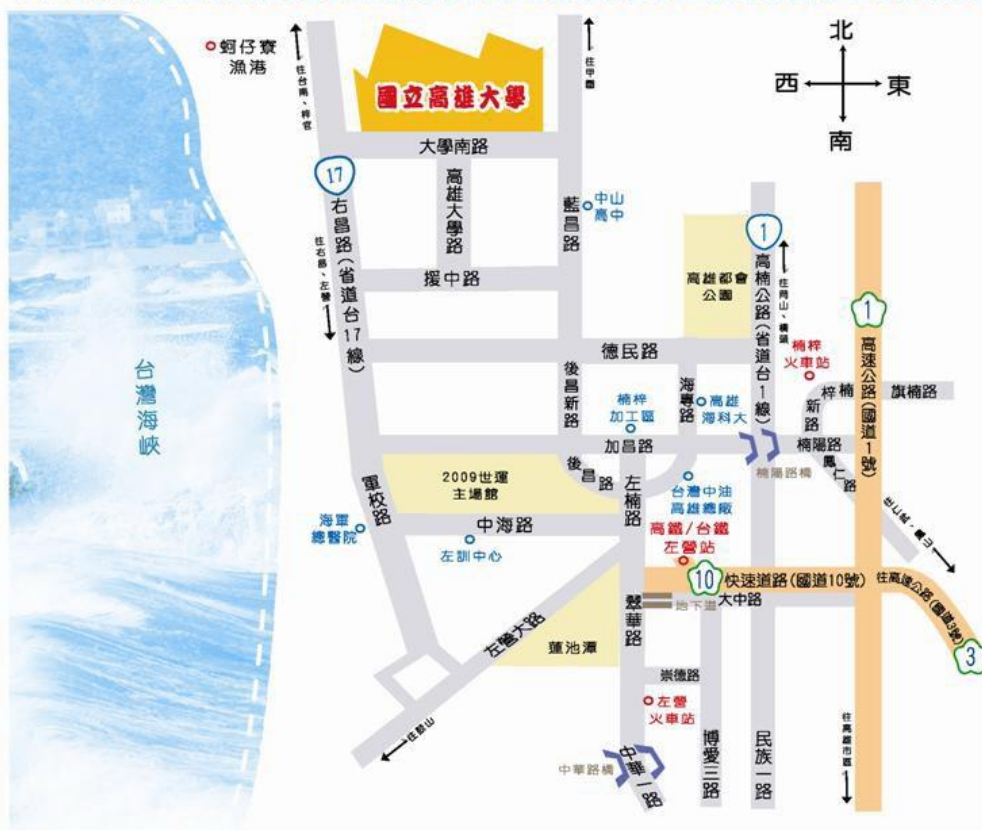 北
西
東
南
蚵仔寮
漁港
往台南、梓官
國立高雄大學
往甲圍
大學南路
17
右昌路(省道台17線)
往右昌、左營
高雄大學路
藍昌路
中山
高中
援中路
高雄都會
公園
1
高楠公路(省道台1線)
往岡山、橋頭
1
高速公路(國道1號)
楠梓
火車站
德民路
台灣海峽
後昌新路
楠梓
加工區
海專路
高雄
海科大
梓楠
新路
旗楠路
加昌路
楠陽路
楠陽路橋
鳳仁路
往仁武、鳳山
2009世運
主場館
後昌路
左楠路
台灣中油
高雄總廠
軍校路
海軍
總醫院
中海路
左訓中心
高鐵/台鐵
左營站
10
快速道路(國道10號)
往高速公路(國道3號)
3
地下道
大中路
翠華路
左營大路
蓮池潭
崇德路
左營
火車站
往鼓山
中華路橋
中華一路
博愛三路
民族一路
往高雄市區